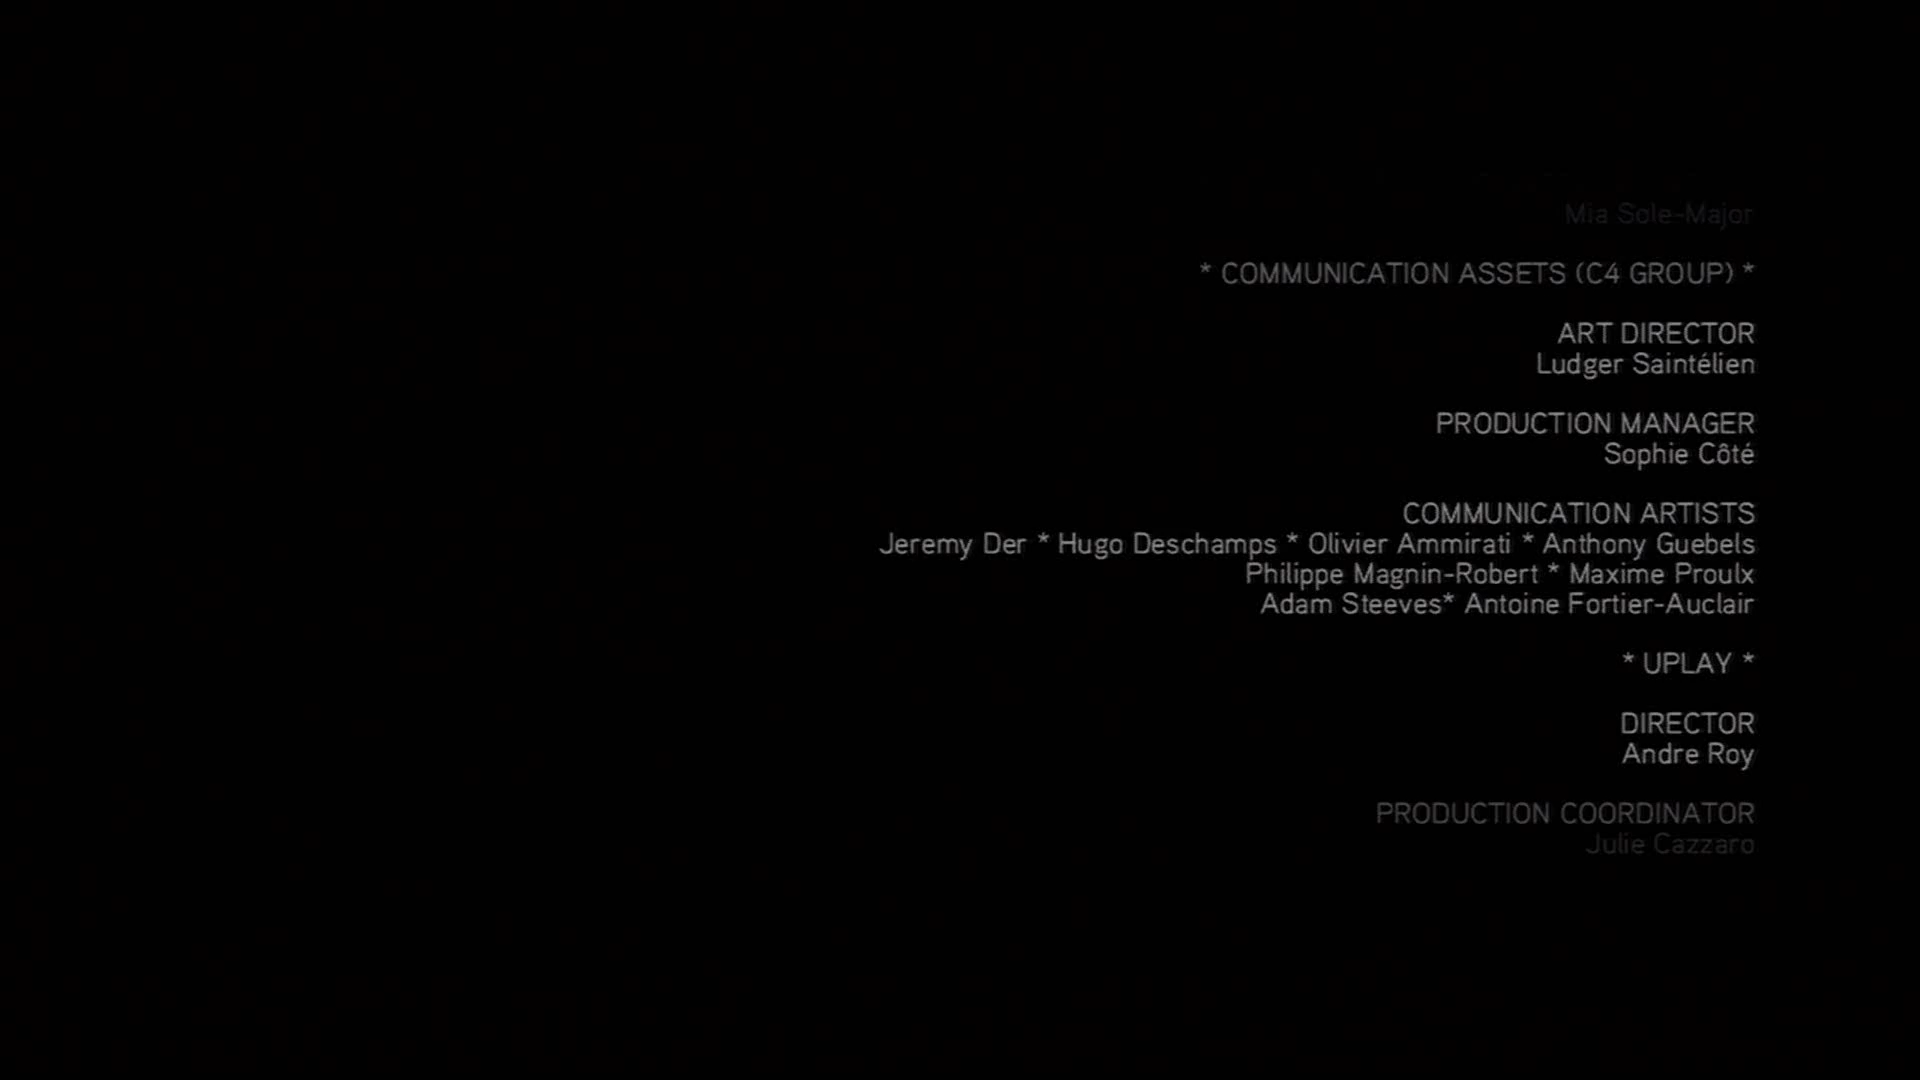 Mia Sole-Major
* COMMUNICATION ASSETS (C4 GROUP) *
ART DIRECTOR
Ludger Saintélien
PRODUCTION MANAGER
Sophie Côté
COMMUNICATION ARTISTS
Jeremy Der * Hugo Deschamps * Olivier Ammirati * Anthony Guebels
Philippe Magnin-Robert * Maxime Proulx
Adam Steeves* Antoine Fortier-Auclair
* UPLAY *
DIRECTOR
Andre Roy
PRODUCTION COORDINATOR
Julie Cazzaro